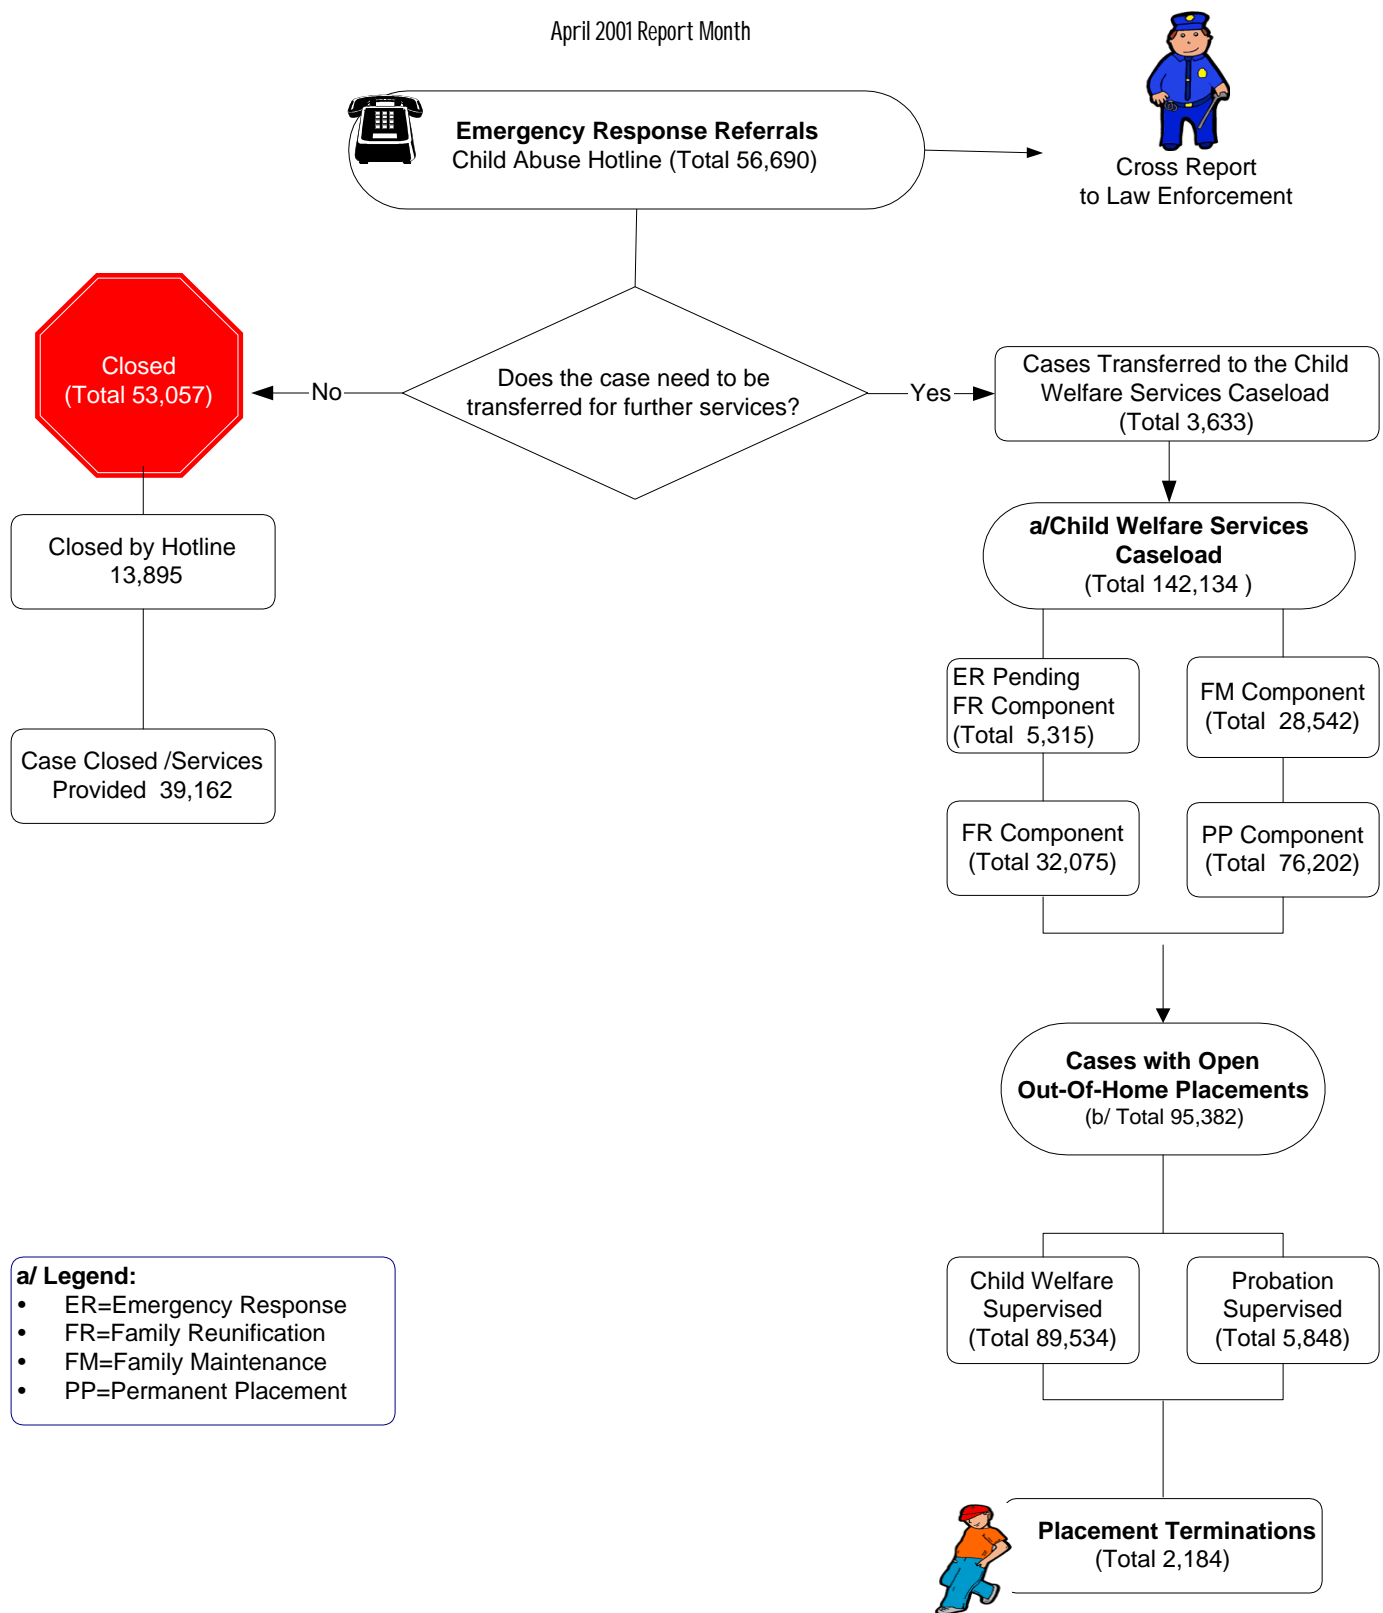 April 2001 Report Month
Emergency Response Referrals
Child Abuse Hotline (Total 56,690)
Cross Report
to Law Enforcement
Closed
(Total 53,057)
No
Does the case need to be
transferred for further services?
Yes
Cases Transferred to the Child
Welfare Services Caseload
(Total 3,633)
Closed by Hotline
13,895
Case Closed /Services
Provided 39,162
a/Child Welfare Services
Caseload
(Total 142,134 )
ER Pending
FR Component
(Total 5,315)
FM Component
(Total 28,542)
FR Component
(Total 32,075)
PP Component
(Total 76,202)
Cases with Open
Out-Of-Home Placements
(b/ Total 95,382)
Child Welfare
Supervised
(Total 89,534)
Probation
Supervised
(Total 5,848)
a/ Legend:
• ER=Emergency Response
• FR=Family Reunification
• FM=Family Maintenance
• PP=Permanent Placement
Placement Terminations
(Total 2,184)